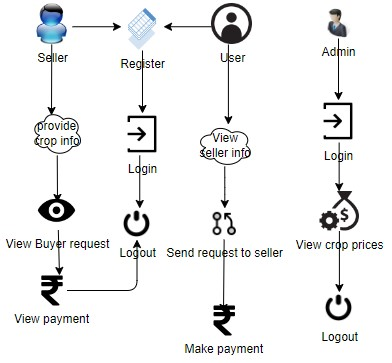 Seller
Register
User
Admin
provide
crop info
View
seller info
Login
Login
View Buyer request
Logout
Send request to seller
View crop prices
View payment
Make payment
Logout